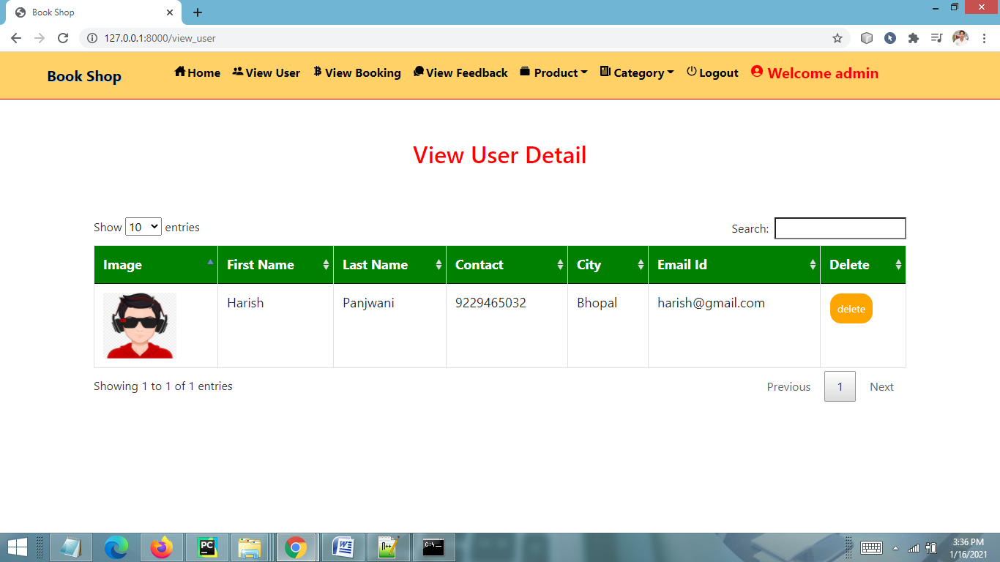 Book Shop
127.0.0.1:8000/view_user
Book Shop Home View User View Booking View Feedback Product Category Logout Welcome admin
View User Detail
Show 10 entries Search:
Image First Name Last Name Contact City Email Id Delete
Harish Panjwani 9229465032 Bhopal harish@gmail.com delete
Showing 1 to 1 of 1 entries Previous 1 Next
PC
3:36 PM
1/16/2021